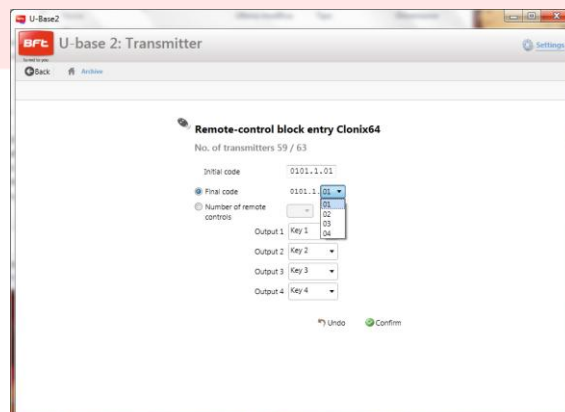 U-Base2
BFt U-base 2: Transmitter
Settings
Back Archive
Remote-control block entry Clonix64
No. of transmitters 59 / 63
Initial code 0101.1.01
Final code 0101.1. 01
01
Number of remote controls
02
03
04
Output 1 Key 1
Output 2 Key 2
Output 3 Key 3
Output 4 Key 4
Undo Confirm